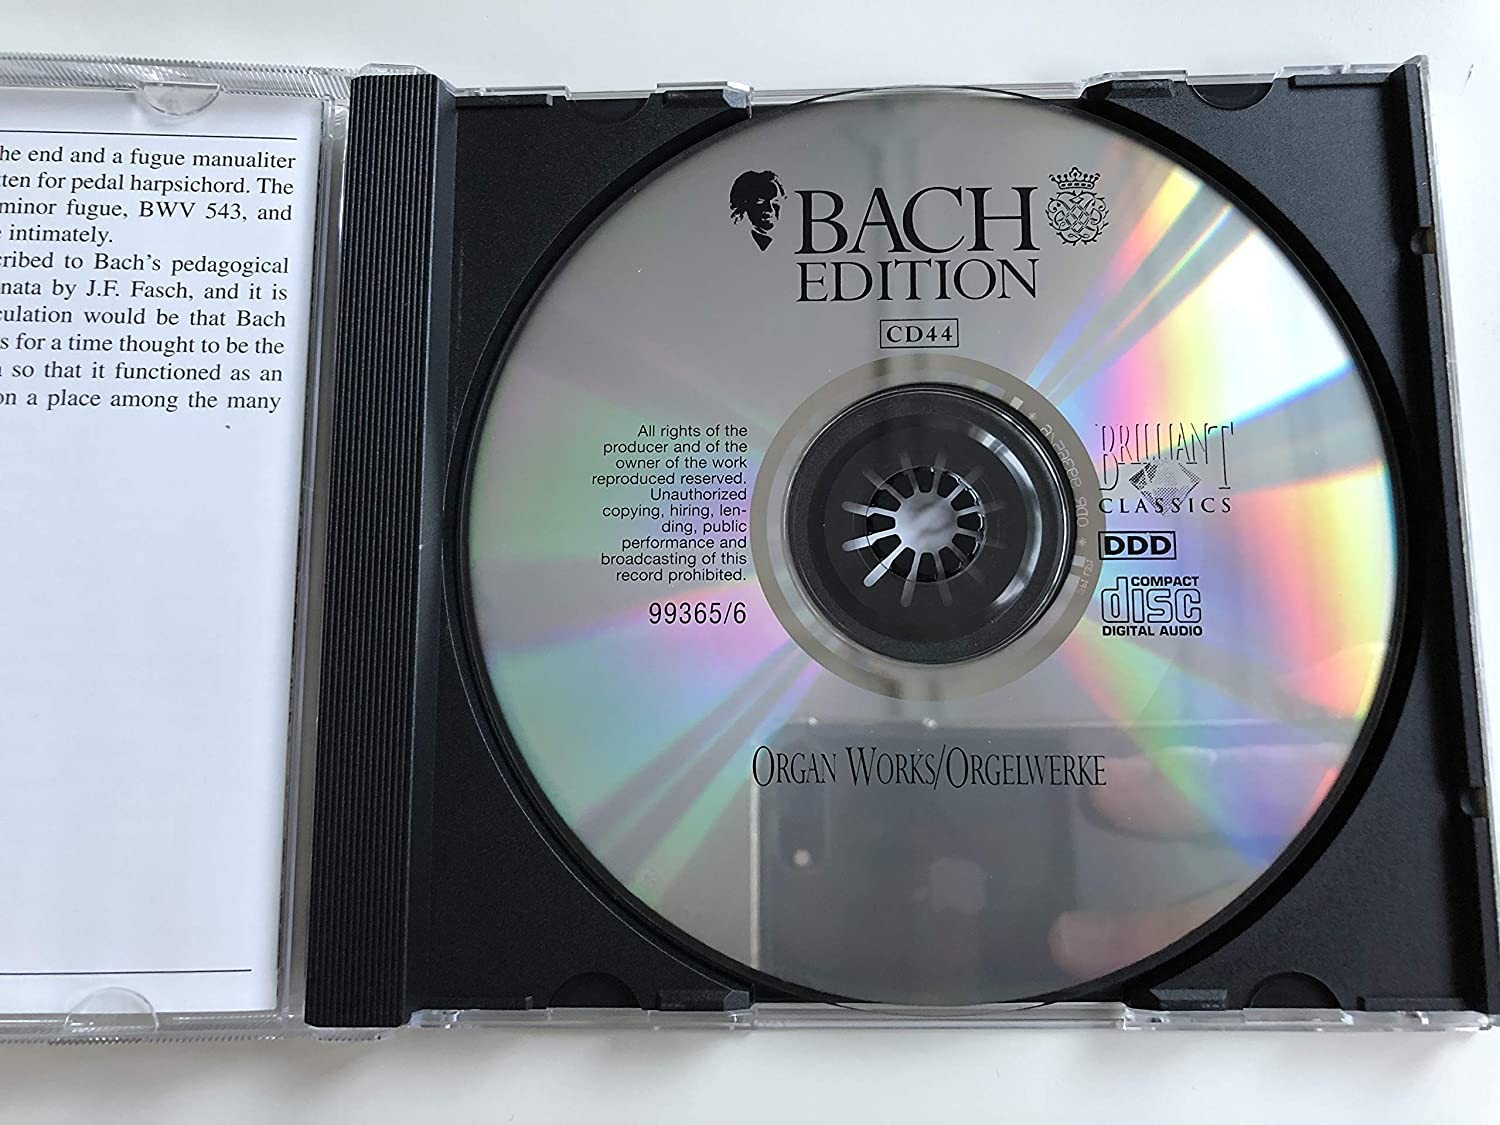 he end and a fugue manualiter
ten for pedal harpsichord. The
minor fugue, BWV 543, and
intimately.
cribed to Bach's pedagogical
nata by J.F. Fasch, and it is
culation would be that Bach
s for a time thought to be the
so that it functioned as an
on a place among the many
BACH
EDITION
CD44
All rights of the
producer and of the
owner of the work
reproduced reserved.
Unauthorized
copying, hiring, len-
ding, public
performance and
broadcasting of this
record prohibited.
99365/6
BRILLIANT
CLASSICS
DDD
COMPACT
disc
DIGITAL AUDIO
ORGAN WORKS/ORGELWERKE